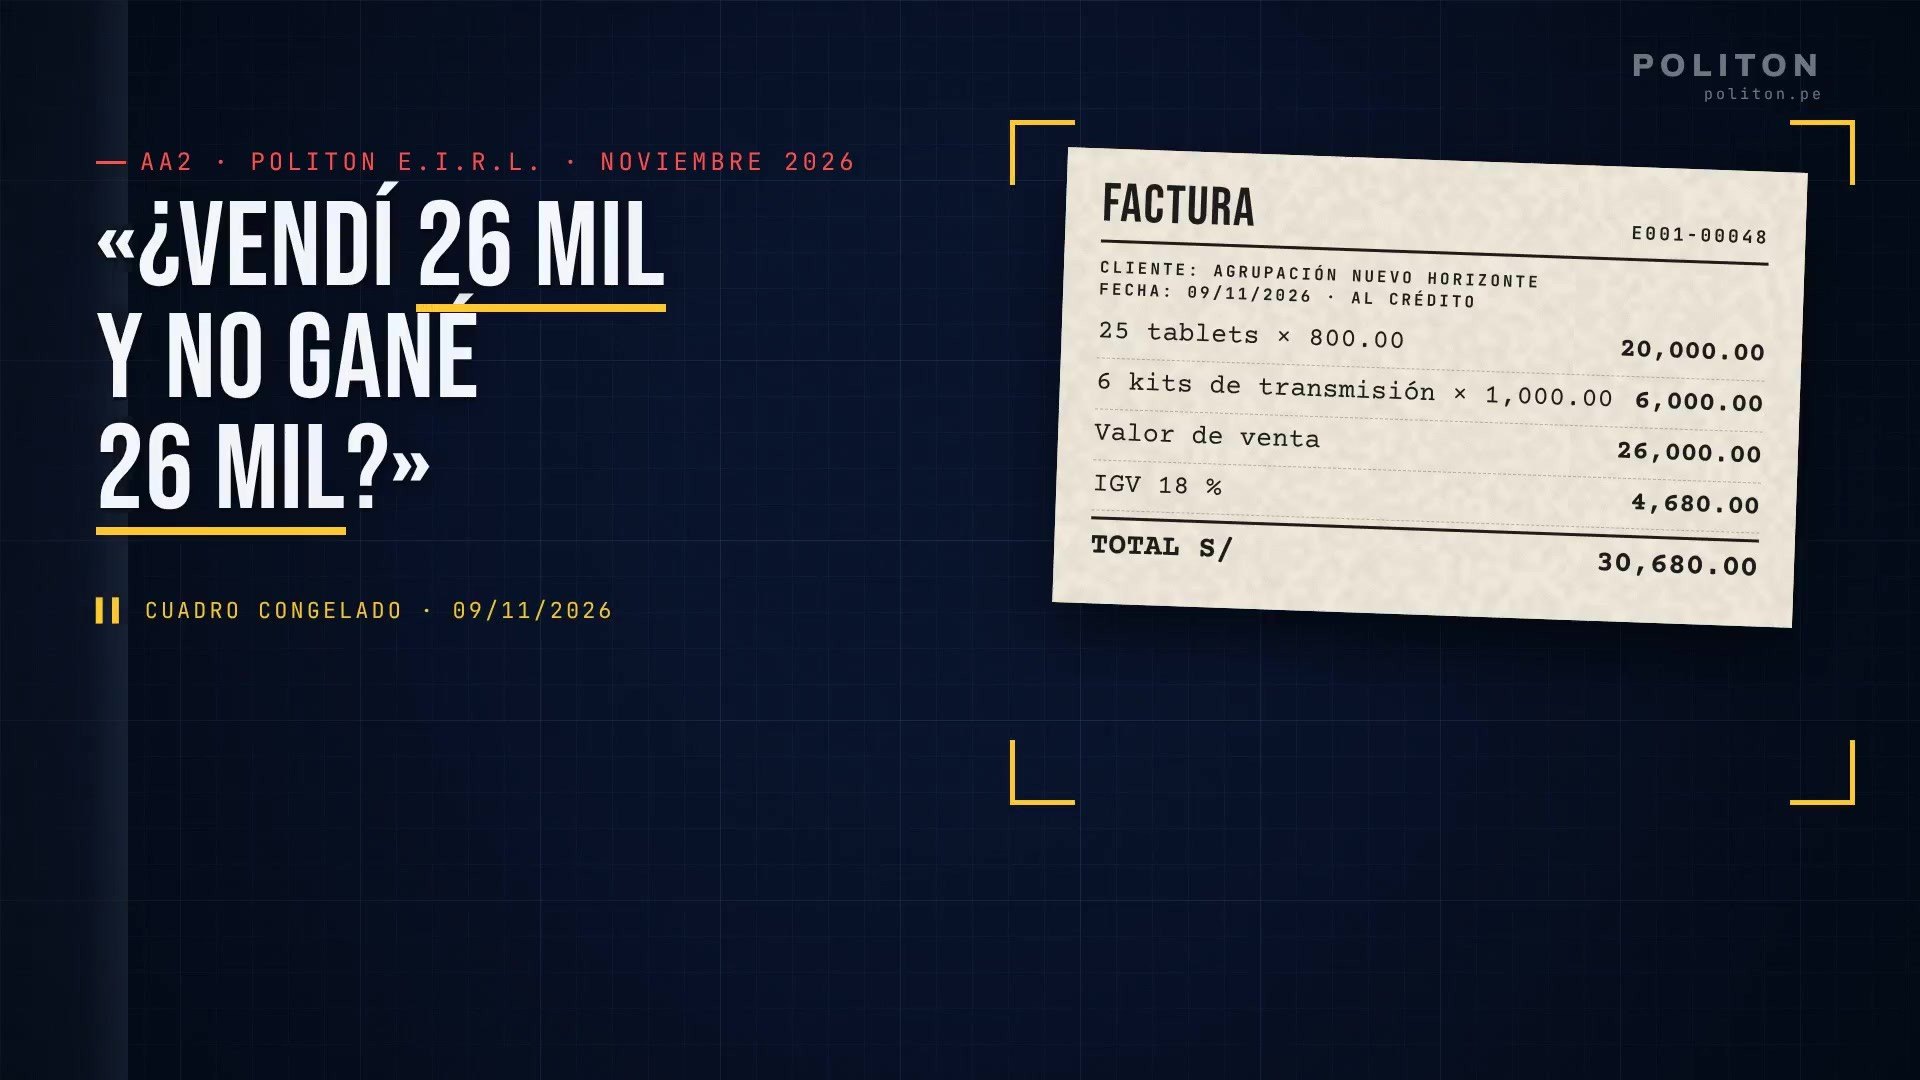 POLITON
politon.pe
AA2 · POLITON E.I.R.L. · NOVIEMBRE 2026
«¿VENDÍ 26 MIL
Y NO GANÉ
26 MIL?»
CUADRO CONGELADO · 09/11/2026
FACTURA
E001-00048
CLIENTE: AGRUPACIÓN NUEVO HORIZONTE
FECHA: 09/11/2026 · AL CRÉDITO
25 tablets × 800.00 20,000.00
6 kits de transmisión × 1,000.00 6,000.00
Valor de venta 26,000.00
IGV 18 % 4,680.00
TOTAL S/ 30,680.00